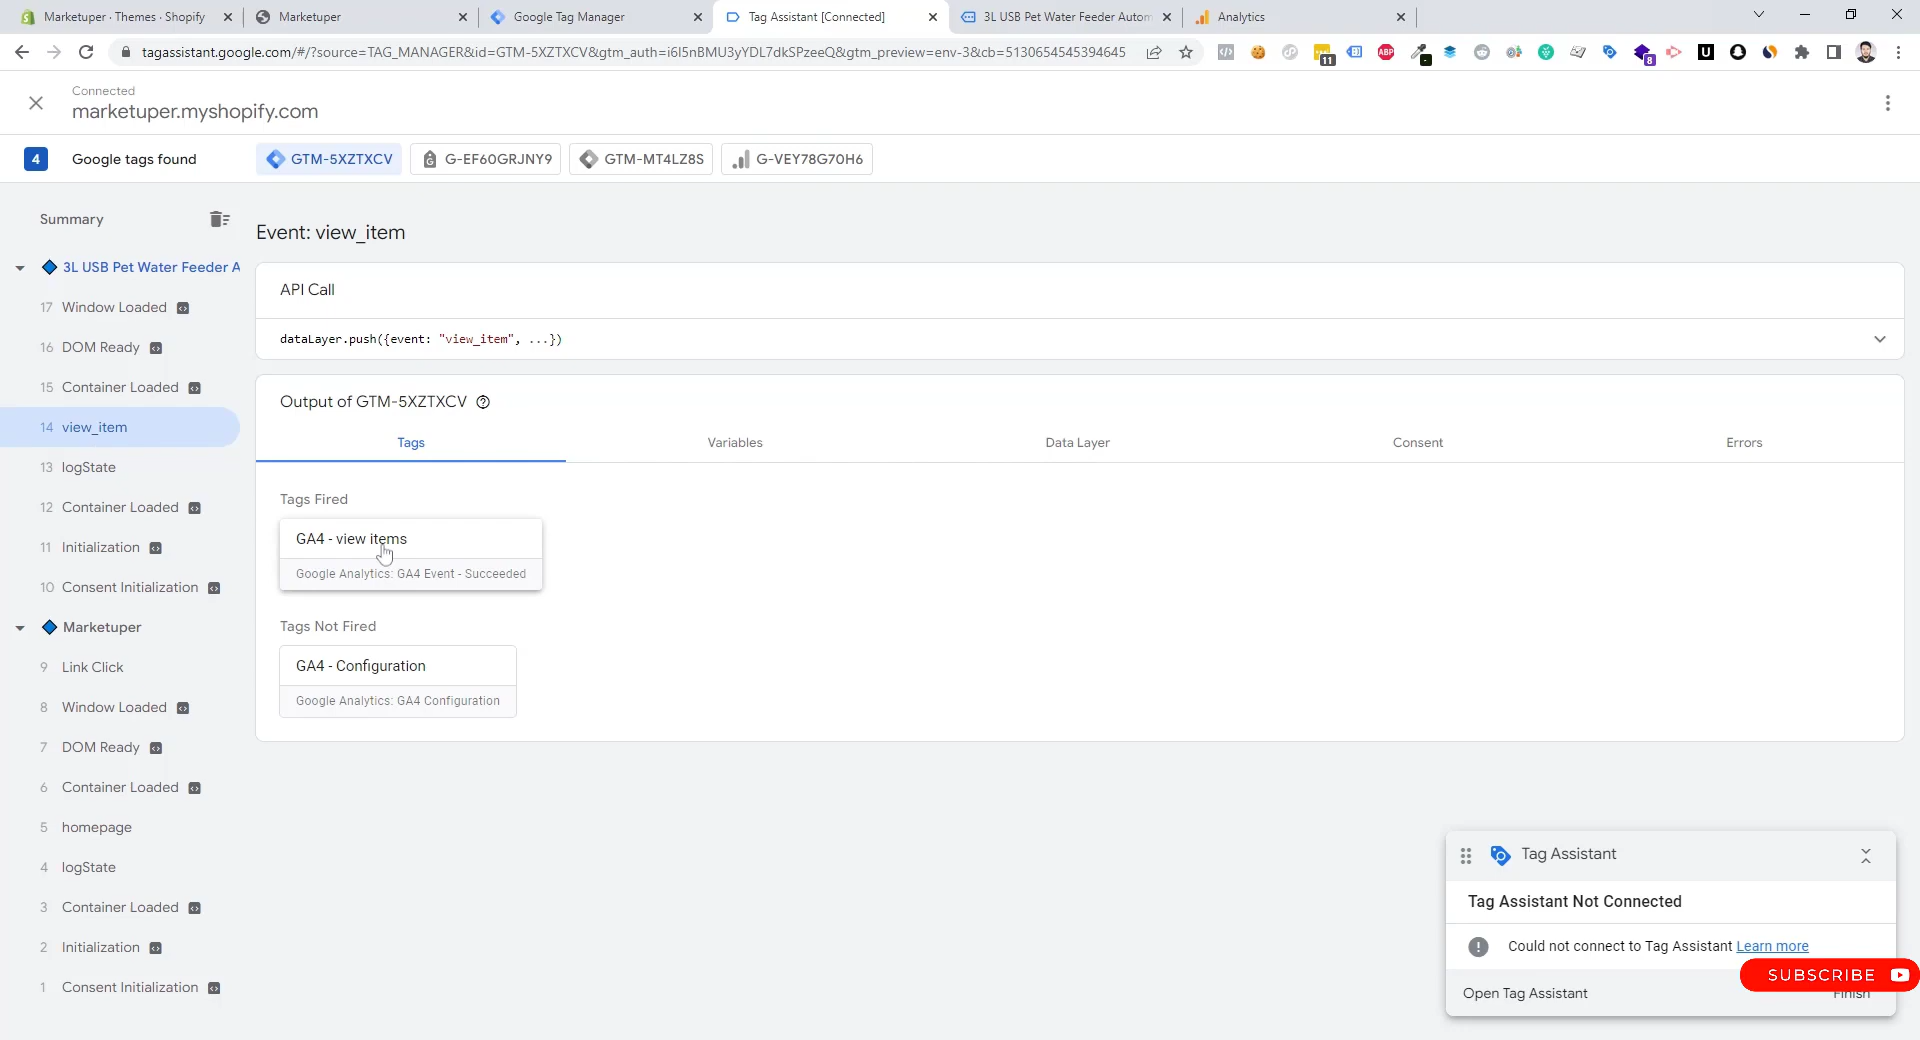 Marketuper · Themes · Shopify
Marketuper
Google Tag Manager
Tag Assistant [Connected]
3L USB Pet Water Feeder Autom
Analytics
tagassistant.google.com/#/?source=TAG_MANAGER&id=GTM-5XZTXCV&gtm_auth=i6I5nBMU3yYDL7dkSPzeeQ&gtm_preview=env-3&cb=5130654545394645
11
ABP
8
U
Connected
marketuper.myshopify.com
4
Google tags found
GTM-5XZTXCV
G-EF60GRJNY9
GTM-MT4LZ8S
G-VEY78G70H6
Summary
3L USB Pet Water Feeder A
17 Window Loaded
16 DOM Ready
15 Container Loaded
14 view_item
13 logState
12 Container Loaded
11 Initialization
10 Consent Initialization
Marketuper
9 Link Click
8 Window Loaded
7 DOM Ready
6 Container Loaded
5 homepage
4 logState
3 Container Loaded
2 Initialization
1 Consent Initialization
Event: view_item
API Call
dataLayer.push({event: "view_item", ...})
Output of GTM-5XZTXCV
Tags
Variables
Data Layer
Consent
Errors
Tags Fired
GA4 - view items
Google Analytics: GA4 Event - Succeeded
Tags Not Fired
GA4 - Configuration
Google Analytics: GA4 Configuration
Tag Assistant
Tag Assistant Not Connected
Could not connect to Tag Assistant Learn more
SUBSCRIBE
Open Tag Assistant
Finish